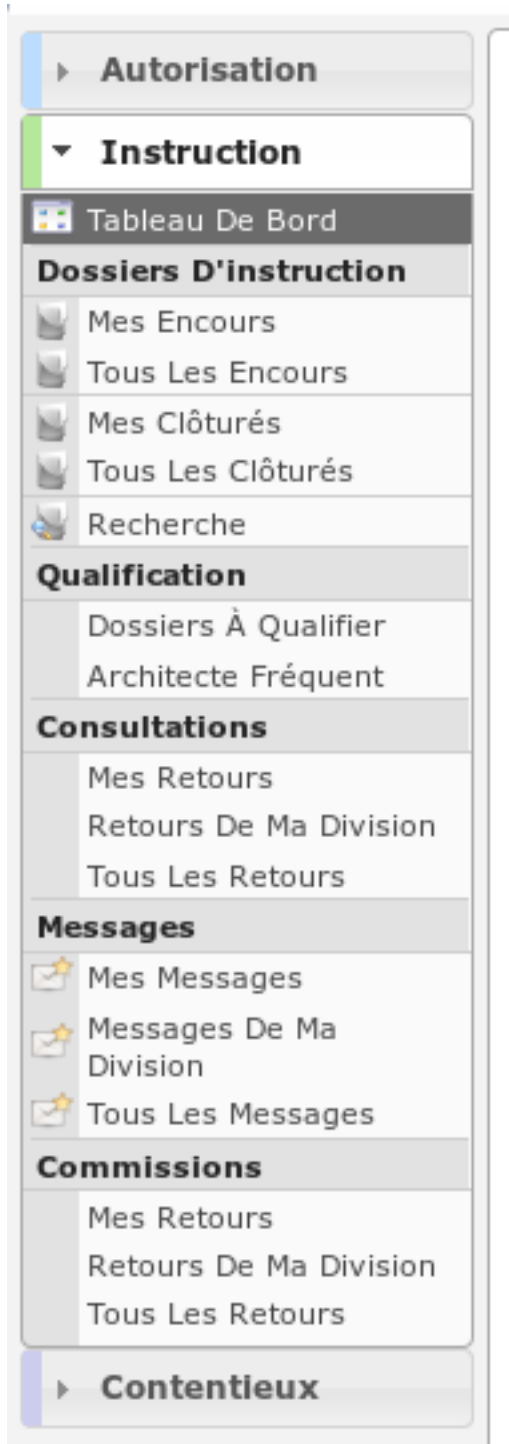 Autorisation
Instruction
Tableau De Bord
Dossiers D'instruction
Mes Encours
Tous Les Encours
Mes Clôturés
Tous Les Clôturés
Recherche
Qualification
Dossiers À Qualifier
Architecte Fréquent
Consultations
Mes Retours
Retours De Ma Division
Tous Les Retours
Messages
Mes Messages
Messages De Ma
Division
Tous Les Messages
Commissions
Mes Retours
Retours De Ma Division
Tous Les Retours
Contentieux